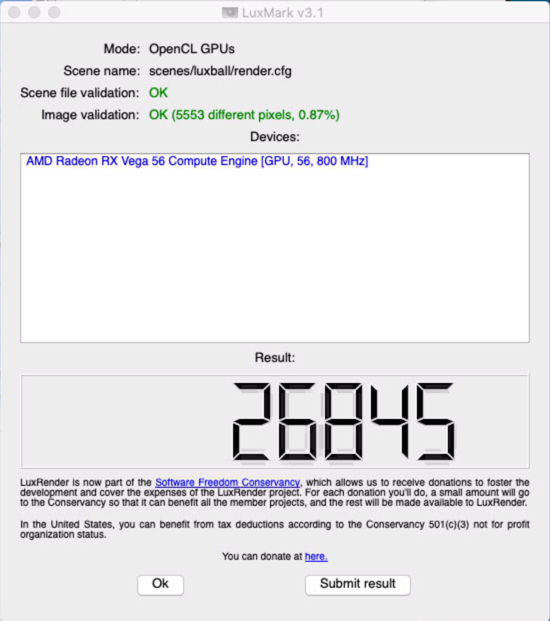 LuxMark v3.1
Mode: OpenCL GPUs
Scene name: scenes/luxball/render.cfg
Scene file validation: OK
Image validation: OK (5553 different pixels, 0.87%)
Devices:
AMD Radeon RX Vega 56 Compute Engine [GPU, 56, 800 MHz]
Result:
26845
LuxRender is now part of the Software Freedom Conservancy, which allows us to receive donations to foster the
development and cover the expenses of the LuxRender project. For each donation you'll do, a small amount will go
to the Conservancy so that it can benefit all the member projects, and the rest will be made available to LuxRender.
In the United States, you can benefit from tax deductions according to the Conservancy 501(c)(3) not for profit
organization status.
You can donate at here.
Ok Submit result